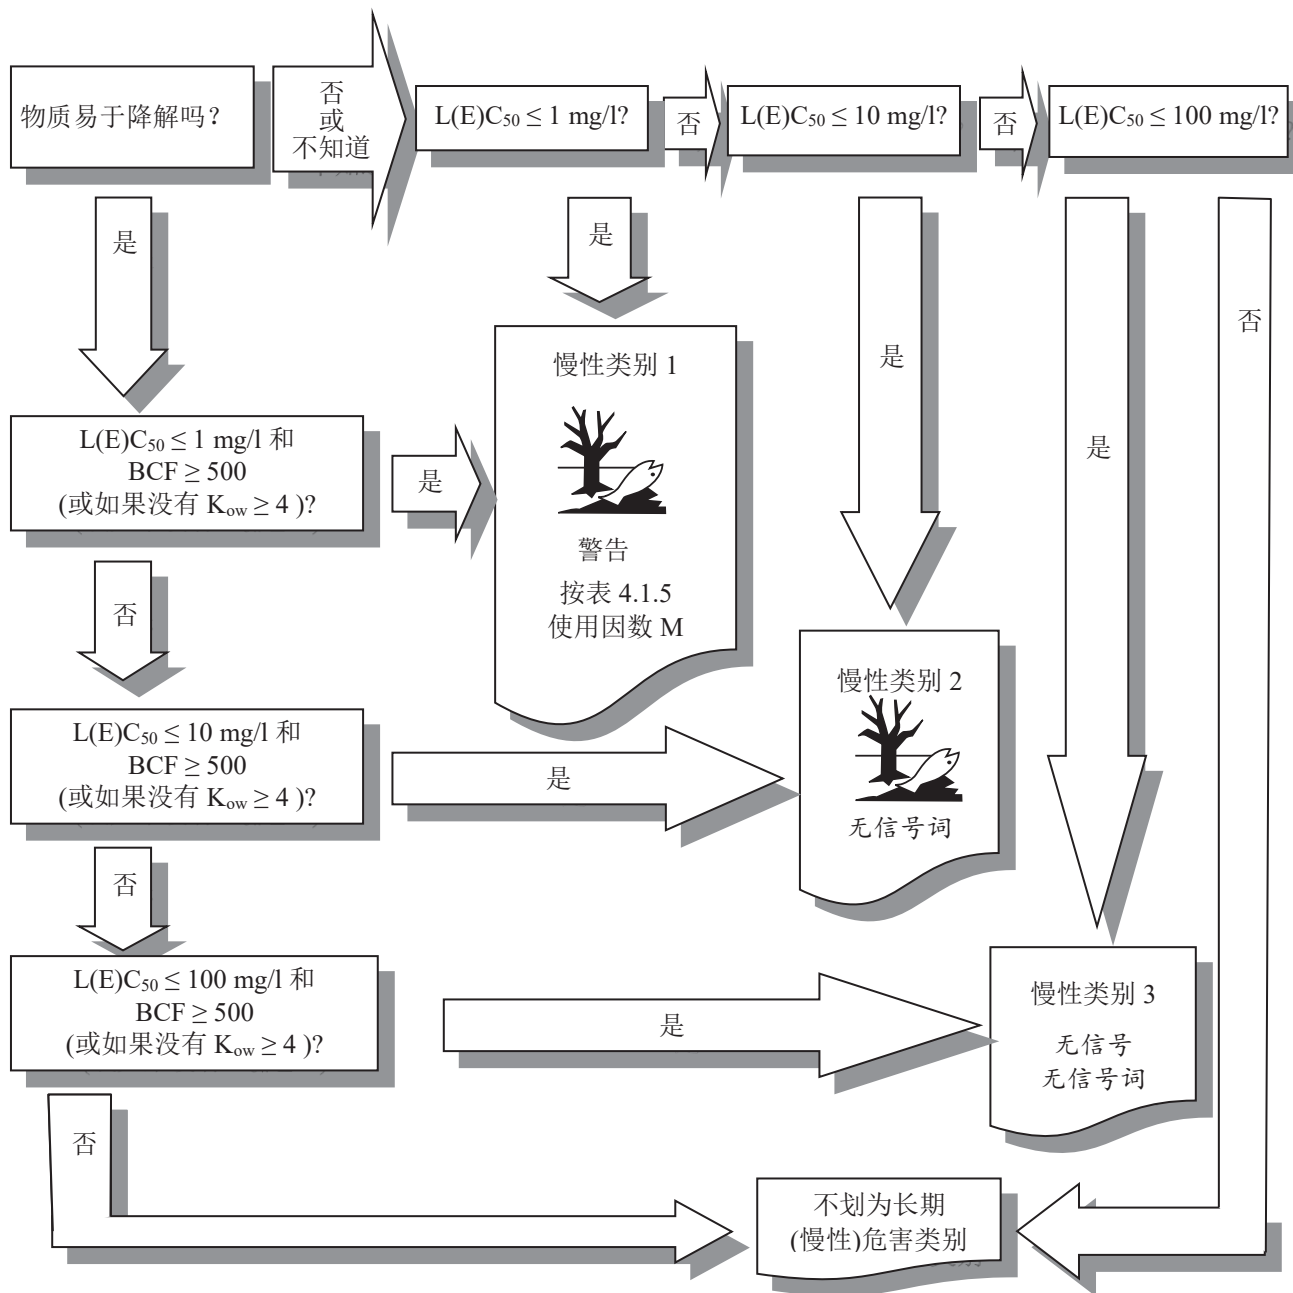 物质易于降解吗？
否
或
不知道
L(E)C₅₀ ≤ 1 mg/l?
否
L(E)C₅₀ ≤ 10 mg/l?
否
L(E)C₅₀ ≤ 100 mg/l?
是
是
是
是
否
慢性类别 1
警告
按表 4.1.5
使用因数 M
L(E)C₅₀ ≤ 1 mg/l 和
BCF ≥ 500
(或如果没有 Kow ≥ 4 )?
是
否
慢性类别 2
无信号词
L(E)C₅₀ ≤ 10 mg/l 和
BCF ≥ 500
(或如果没有 Kow ≥ 4 )?
是
否
慢性类别 3
无信号
无信号词
L(E)C₅₀ ≤ 100 mg/l 和
BCF ≥ 500
(或如果没有 Kow ≥ 4 )?
是
否
不划为长期
(慢性)危害类别